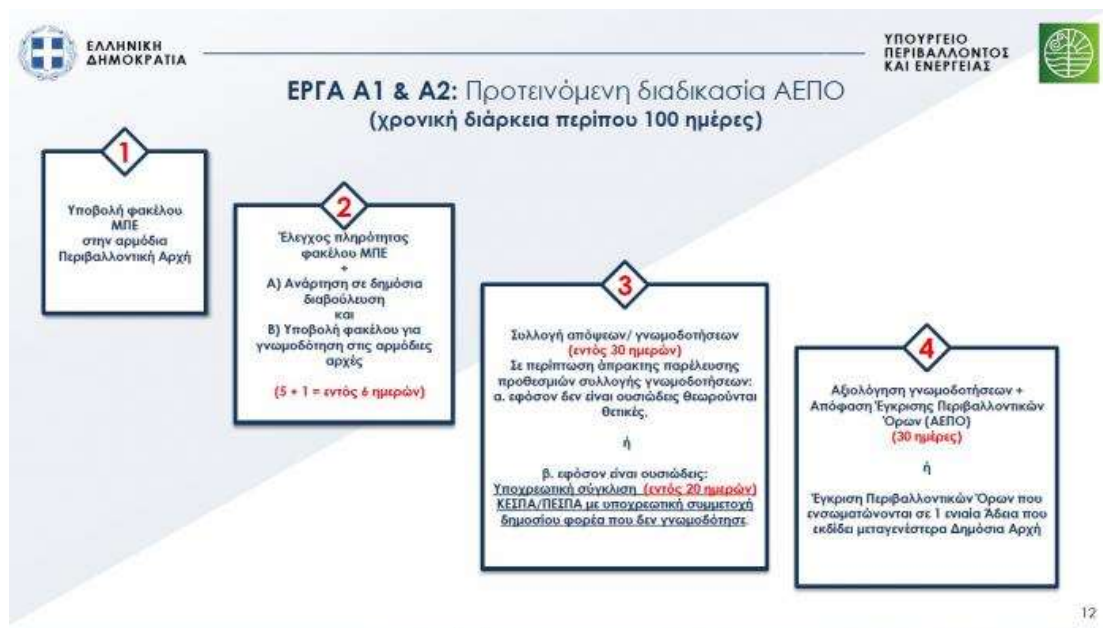 ΕΛΛΗΝΙΚΗ
ΔΗΜΟΚΡΑΤΙΑ
ΥΠΟΥΡΓΕΙΟ
ΠΕΡΙΒΑΛΛΟΝΤΟΣ
ΚΑΙ ΕΝΕΡΓΕΙΑΣ
ΕΡΓΑ Α1 & Α2: Προτεινόμενη διαδικασία ΑΕΠΟ
(χρονική διάρκεια περίπου 100 ημέρες)
1
Υποβολή φακέλου
ΜΠΕ
στην αρμόδια
Περιβαλλοντική Αρχή
2
Έλεγχος πληρότητας
φακέλου ΜΠΕ
+
Α) Ανάρτηση σε δημόσια
διαβούλευση
και
Β) Υποβολή φακέλου για
γνωμοδότηση στις αρμόδιες
αρχές
(5 + 1 = εντός 6 ημερών)
3
Συλλογή απόψεων/ γνωμοδοτήσεων
(εντός 30 ημερών)
Σε περίπτωση άπρακτης παρέλευσης
προθεσμιών συλλογής γνωμοδοτήσεων:
α. εφόσον δεν είναι ουσιώδεις θεωρούνται
θετικές,
ή
β. εφόσον είναι ουσιώδεις:
Υποχρεωτική σύγκλιση (εντός 20 ημερών)
ΚΕΣΠΑ/ΠΕΣΠΑ με υποχρεωτική συμμετοχή
δημοσίου φορέα που δεν γνωμοδότησε
4
Αξιολόγηση γνωμοδοτήσεων +
Απόφαση Έγκρισης Περιβαλλοντικών
Όρων (ΑΕΠΟ)
(30 ημέρες)
ή
Έγκριση Περιβαλλοντικών Όρων που
ενσωματώνονται σε 1 ενιαία Άδεια που
εκδίδει μεταγενέστερα Δημόσια Αρχή
12